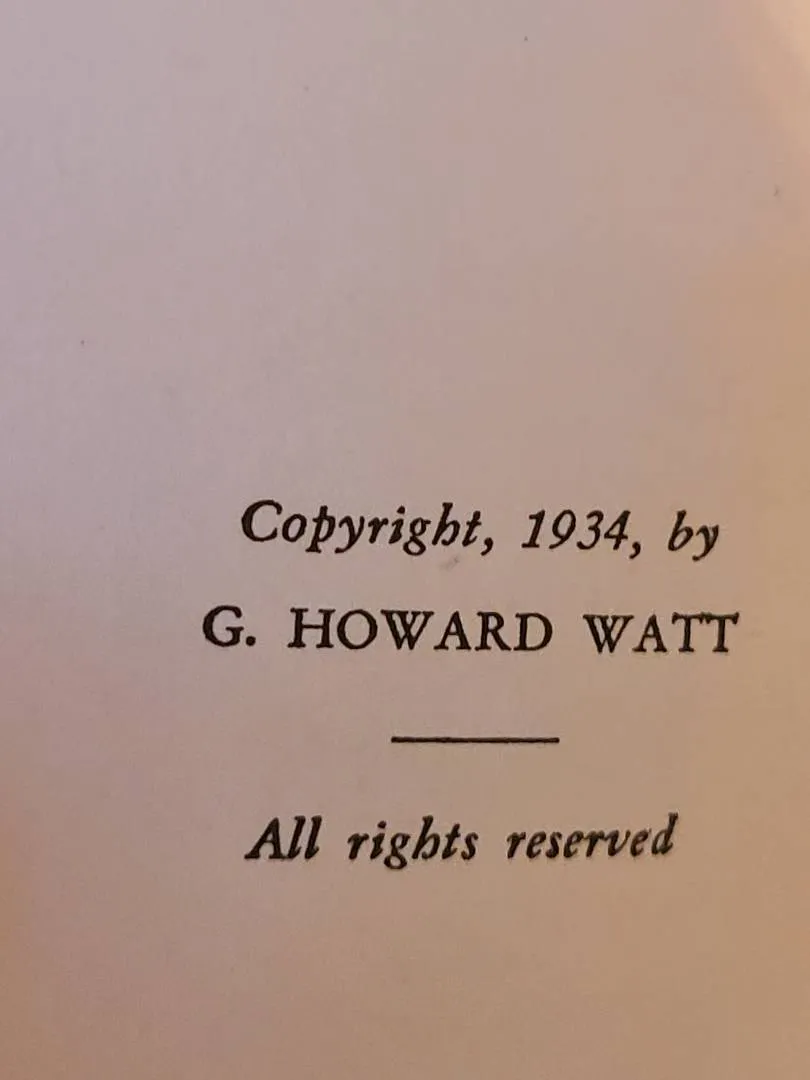 Copyright, 1934, by
G. HOWARD WATT
All rights reserved